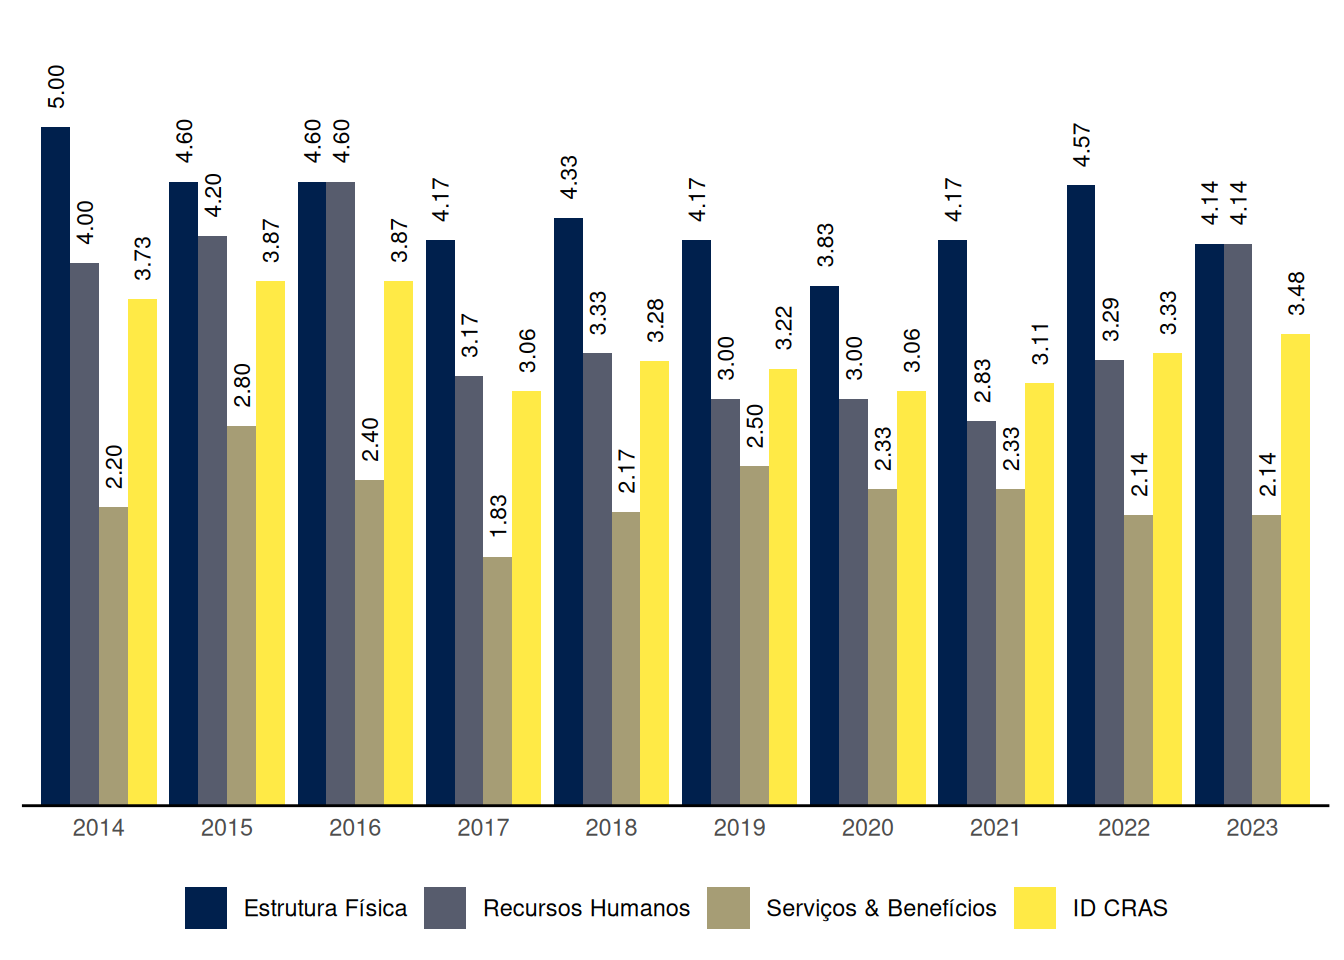 5.00 4.00 2.20 3.73
4.60 4.20 2.80 3.87
4.60 4.60 2.40 3.87
4.17 3.17 1.83 3.06
4.33 3.33 2.17 3.28
4.17 3.00 2.50 3.22
3.83 3.00 2.33 3.06
4.17 2.83 2.33 3.11
4.57 3.29 2.14 3.33
4.14 4.14 2.14 3.48
2014 2015 2016 2017 2018 2019 2020 2021 2022 2023
Estrutura Física Recursos Humanos Serviços & Benefícios ID CRAS